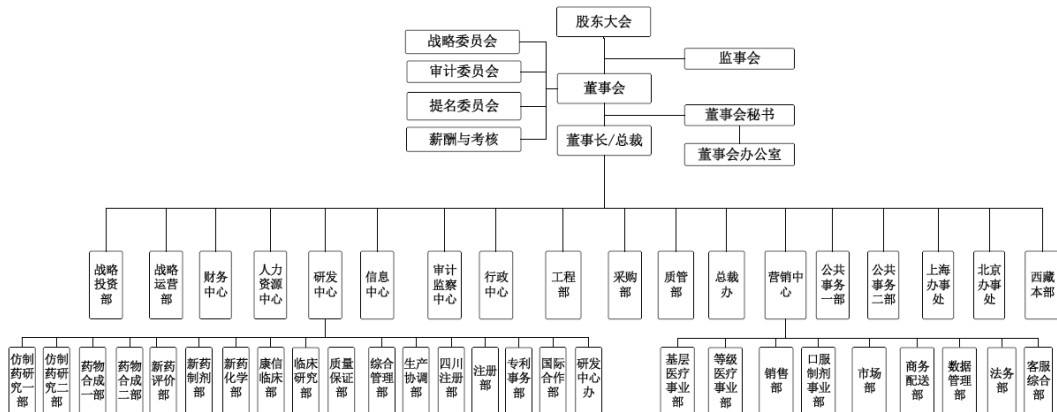 股东大会
战略委员会
监事会
审计委员会
董事会
提名委员会
董事会秘书
薪酬与考核
董事长/总裁
董事会办公室
战略
投资
部
战略
运营
部
财务
中心
人力
资源
中心
研发
中心
信息
中心
审计
监察
中心
行政
中心
工程
部
采购
部
质管
部
总裁
办
营销中
心
公共
事务
一部
公共
事务
二部
上海
办事
处
北京
办事
处
西藏
本部
仿制
药研
究一
部
仿制
药研
究二
部
药物
合成
一部
药物
合成
二部
新药
评价
部
新药
制剂
部
新药
化学
部
康信
临床
部
临床
研究
部
质量
保证
部
综合
管理
部
生产
协调
部
四川
注册
部
注册
部
专利
事务
部
国际
合作
部
研发
中心
办
基层
医疗
事业
部
等级
医疗
事业
部
销售
部
口服
制剂
事业
部
市场
部
商务
配送
部
数据
管理
部
法务
部
客服
综合
部